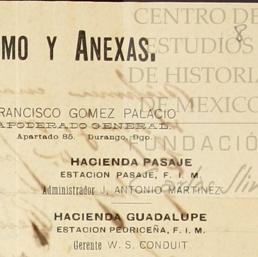 CENTRO DE
ESTUDIOS
DE HISTORIA
DE MEXICO
FUNDACIÓN
8
MO Y ANEXAS.
FRANCISCO GOMEZ PALACIO
APODERADO GENERAL.
Apartado 85. Durango, Dgo.
HACIENDA PASAJE
ESTACION PASAJE, F. I. M.
Administrador J. ANTONIO MARTINEZ
HACIENDA GUADALUPE
ESTACION PEDRICEÑA, F. I. M.
Gerente W. S. CONDUIT